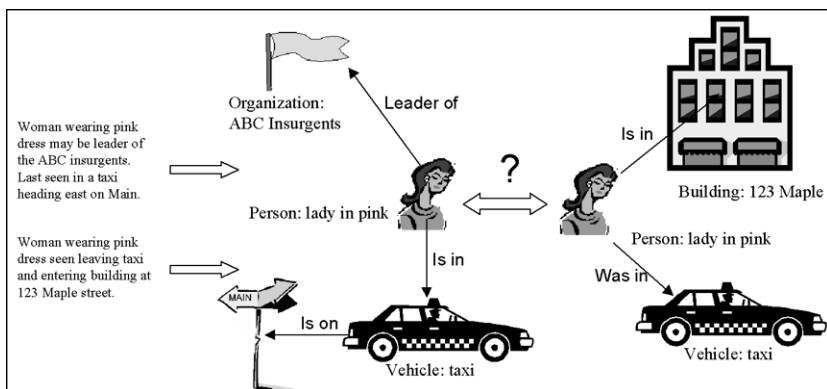 Woman wearing pink
dress may be leader of
the ABC insurgents.
Last seen in a taxi
heading east on Main.
Woman wearing pink
dress seen leaving taxi
and entering building at
123 Maple street.
Organization:
ABC Insurgents
Leader of
Person: lady in pink
Is in
MAIN
Is on
Vehicle: taxi
?
Is in
Building: 123 Maple
Person: lady in pink
Was in
Vehicle: taxi